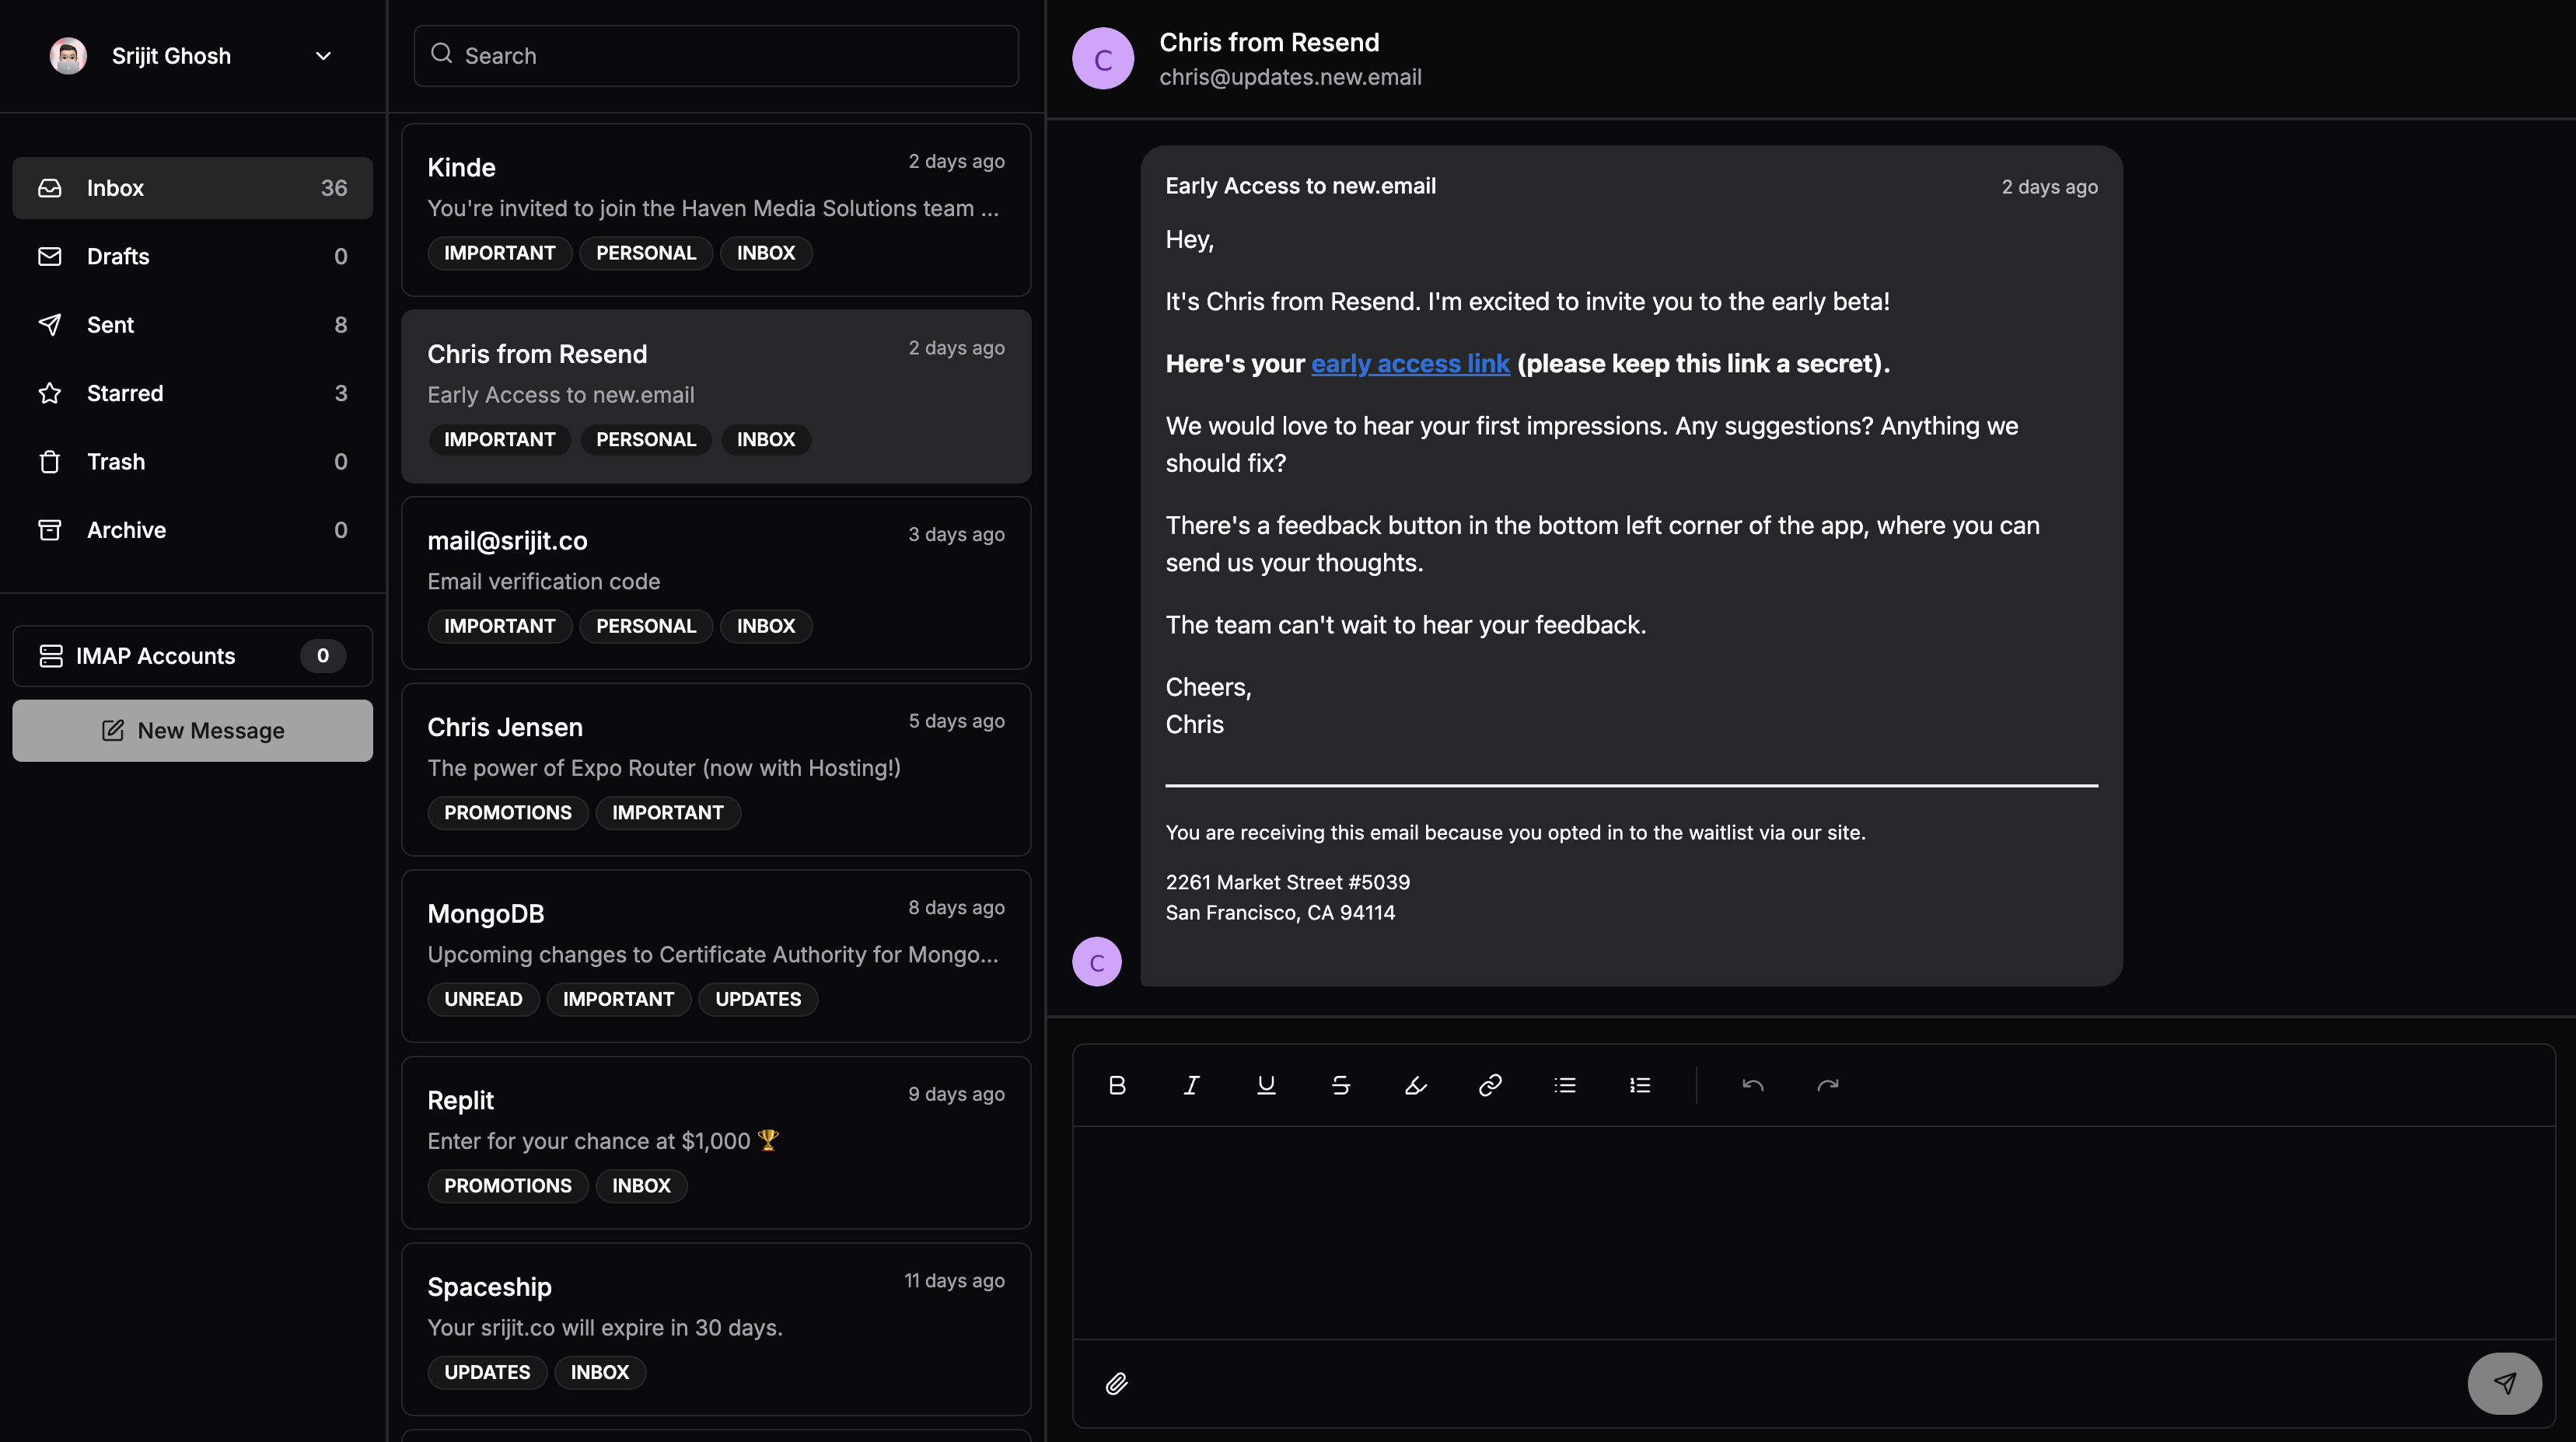 Srijit Ghosh
Inbox 36
Drafts 0
Sent 8
Starred 3
Trash 0
Archive 0
IMAP Accounts 0
New Message
Search
Kinde 2 days ago
You're invited to join the Haven Media Solutions team ...
IMPORTANT PERSONAL INBOX
Chris from Resend 2 days ago
Early Access to new.email
IMPORTANT PERSONAL INBOX
mail@srijit.co 3 days ago
Email verification code
IMPORTANT PERSONAL INBOX
Chris Jensen 5 days ago
The power of Expo Router (now with Hosting!)
PROMOTIONS IMPORTANT
MongoDB 8 days ago
Upcoming changes to Certificate Authority for Mongo...
UNREAD IMPORTANT UPDATES
Replit 9 days ago
Enter for your chance at $1,000 🏆
PROMOTIONS INBOX
Spaceship 11 days ago
Your srijit.co will expire in 30 days.
UPDATES INBOX
C
Chris from Resend
chris@updates.new.email
Early Access to new.email 2 days ago
Hey,
It's Chris from Resend. I'm excited to invite you to the early beta!
Here's your early access link (please keep this link a secret).
We would love to hear your first impressions. Any suggestions? Anything we
should fix?
There's a feedback button in the bottom left corner of the app, where you can
send us your thoughts.
The team can't wait to hear your feedback.
Cheers,
Chris
You are receiving this email because you opted in to the waitlist via our site.
2261 Market Street #5039
San Francisco, CA 94114
C